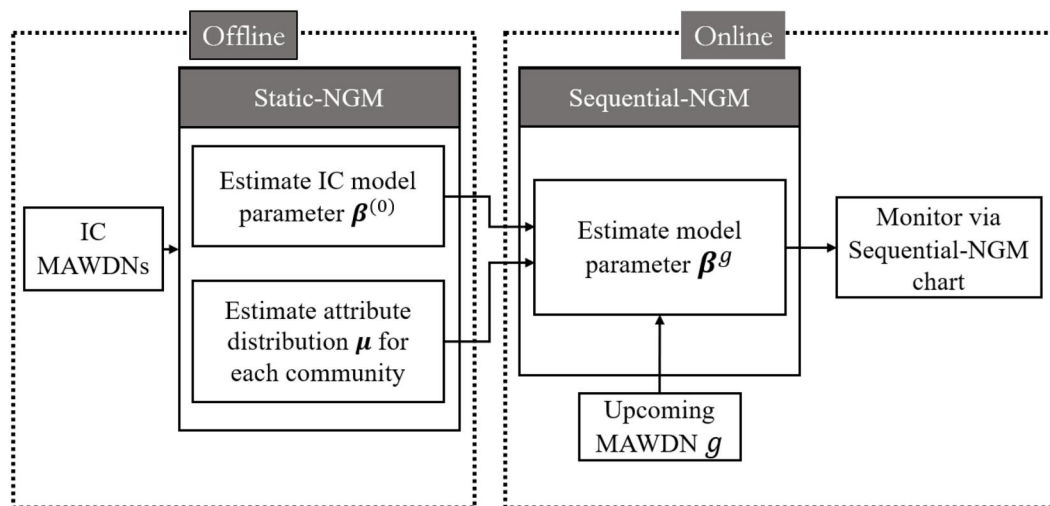 Offline
Online
Static-NGM
Sequential-NGM
IC
MAWDNs
Estimate IC model
parameter 𝜷⁽⁰⁾
Estimate attribute
distribution 𝝁 for
each community
Estimate model
parameter 𝜷ᵍ
Monitor via
Sequential-NGM
chart
Upcoming
MAWDN 𝑔